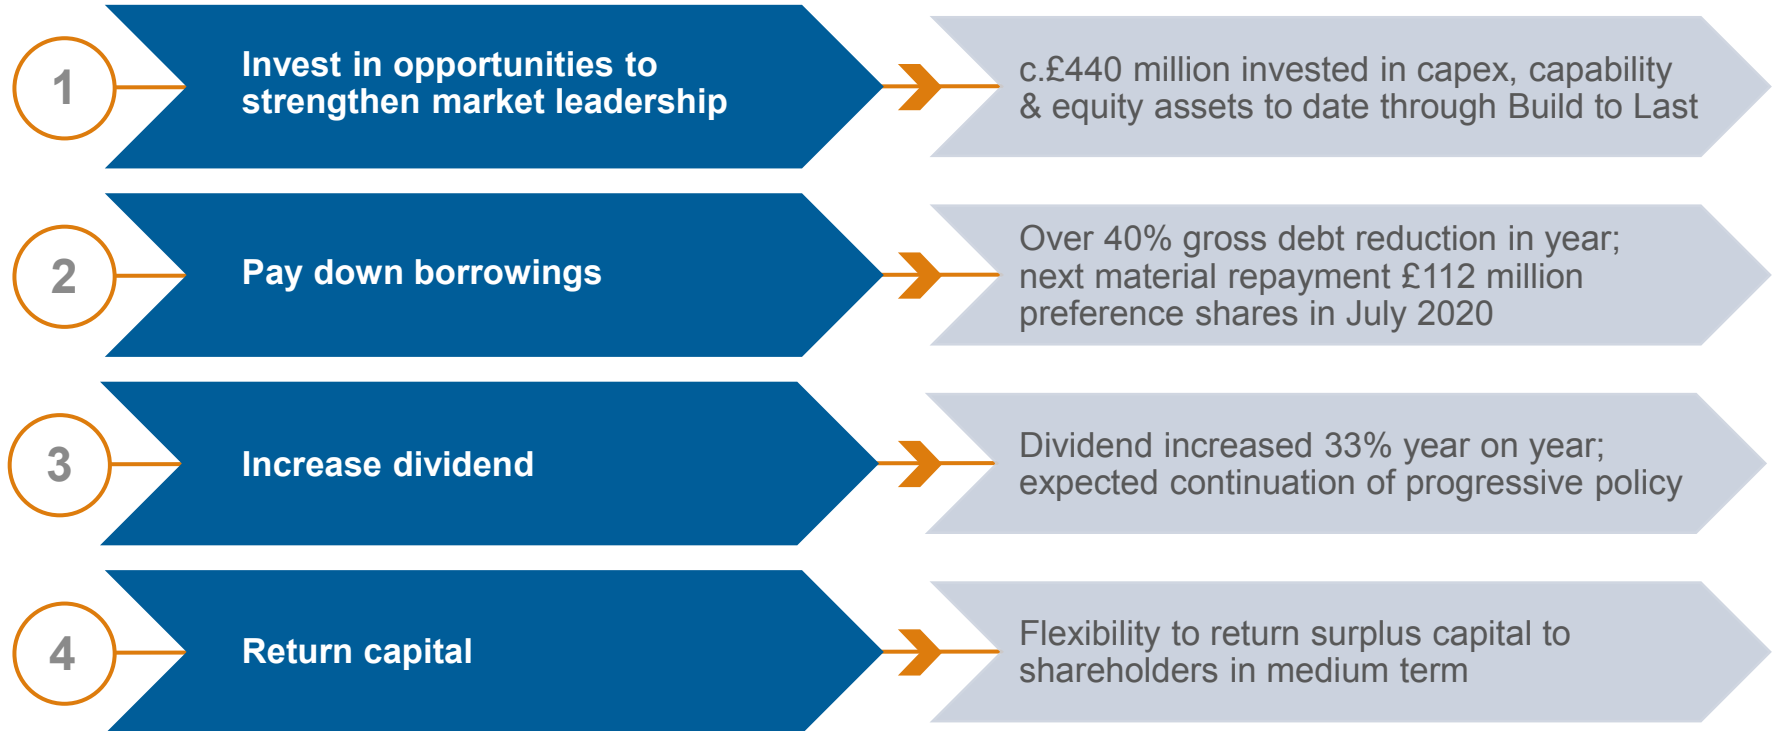 1
Invest in opportunities to
strengthen market leadership
c.£440 million invested in capex, capability
& equity assets to date through Build to Last
2
Pay down borrowings
Over 40% gross debt reduction in year;
next material repayment £112 million
preference shares in July 2020
3
Increase dividend
Dividend increased 33% year on year;
expected continuation of progressive policy
4
Return capital
Flexibility to return surplus capital to
shareholders in medium term